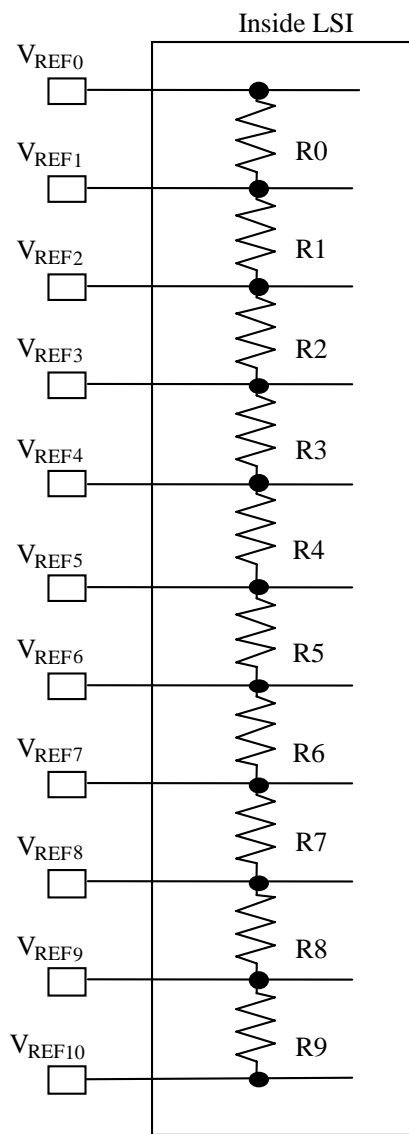 Inside LSI
VREF0
R0
VREF1
R1
VREF2
R2
VREF3
R3
VREF4
R4
VREF5
R5
VREF6
R6
VREF7
R7
VREF8
R8
VREF9
R9
VREF10